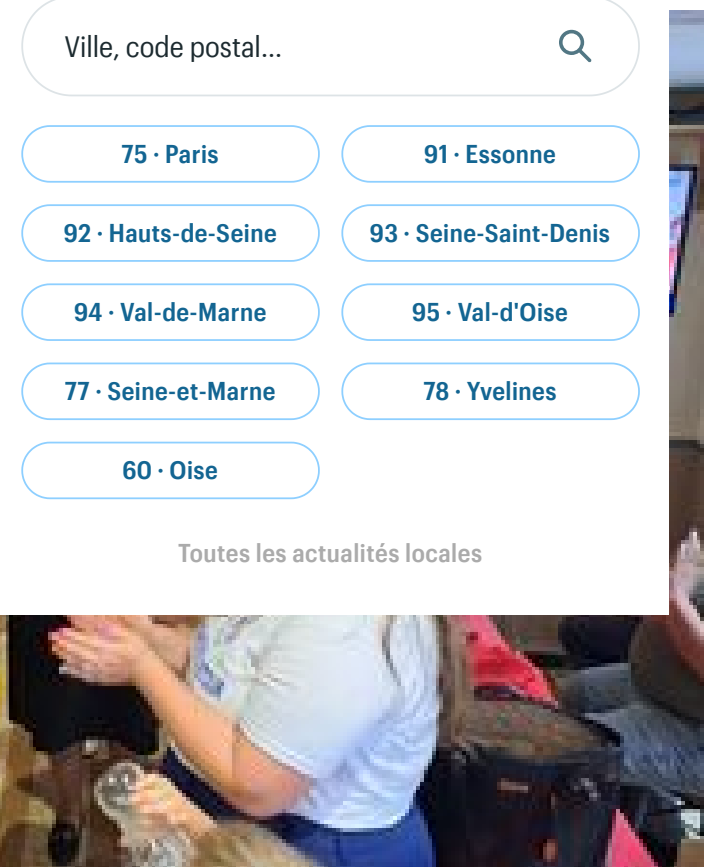 Ville, code postal...
75 · Paris
91 · Essonne
92 · Hauts-de-Seine
93 · Seine-Saint-Denis
94 · Val-de-Marne
95 · Val-d'Oise
77 · Seine-et-Marne
78 · Yvelines
60 · Oise
Toutes les actualités locales